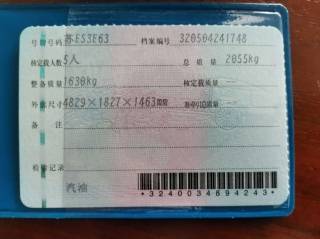 号牌号码 苏ES3E63 档案编号 320504241748
核定载人数 5人 总质量 2055kg
整备质量 1630kg 核定载质量 --
外廓尺寸 4829×1827×1463mm 准牵引总质量 --
备注
检验记录
汽油
*3240034694243*